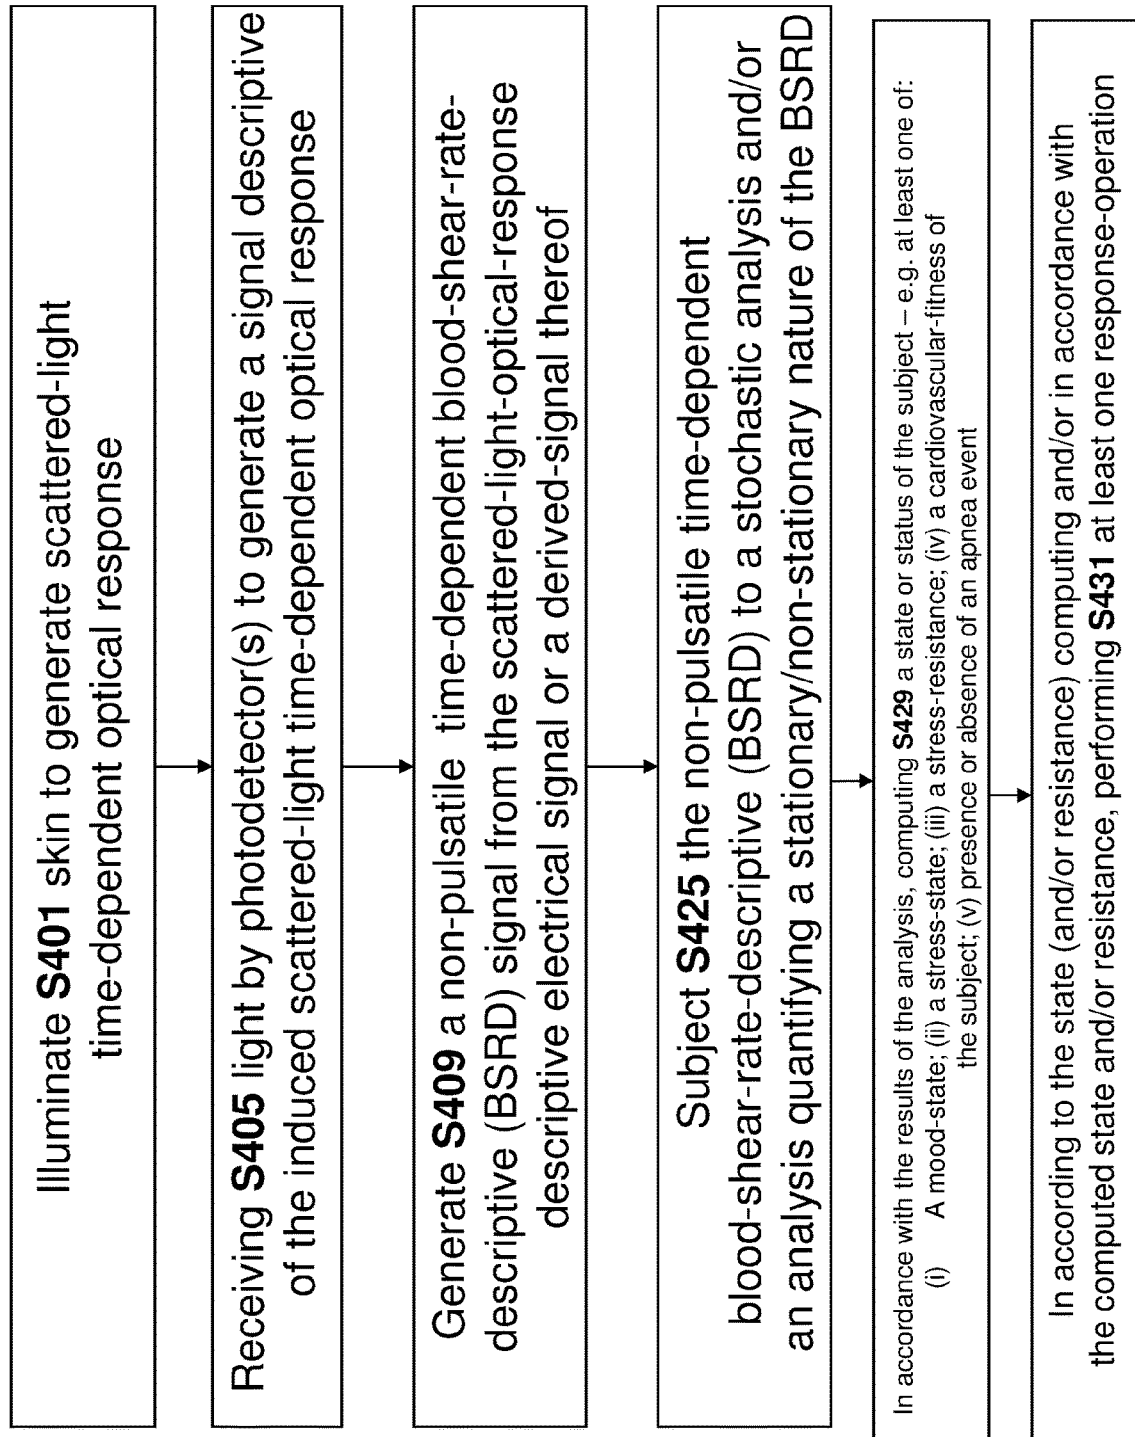 Illuminate S401 skin to generate scattered-light
time-dependent optical response
Receiving S405 light by photodetector(s) to generate a signal descriptive
of the induced scattered-light time-dependent optical response
Generate S409 a non-pulsatile time-dependent blood-shear-rate-
descriptive (BSRD) signal from the scattered-light-optical-response
descriptive electrical signal or a derived-signal thereof
Subject S425 the non-pulsatile time-dependent
blood-shear-rate-descriptive (BSRD) to a stochastic analysis and/or
an analysis quantifying a stationary/non-stationary nature of the BSRD
In accordance with the results of the analysis, computing S429 a state or status of the subject – e.g. at least one of:
(i) A mood-state; (ii) a stress-state; (iii) a stress-resistance; (iv) a cardiovascular-fitness of
the subject; (v) presence or absence of an apnea event
In according to the state (and/or resistance) computing and/or in accordance with
the computed state and/or resistance, performing S431 at least one response-operation